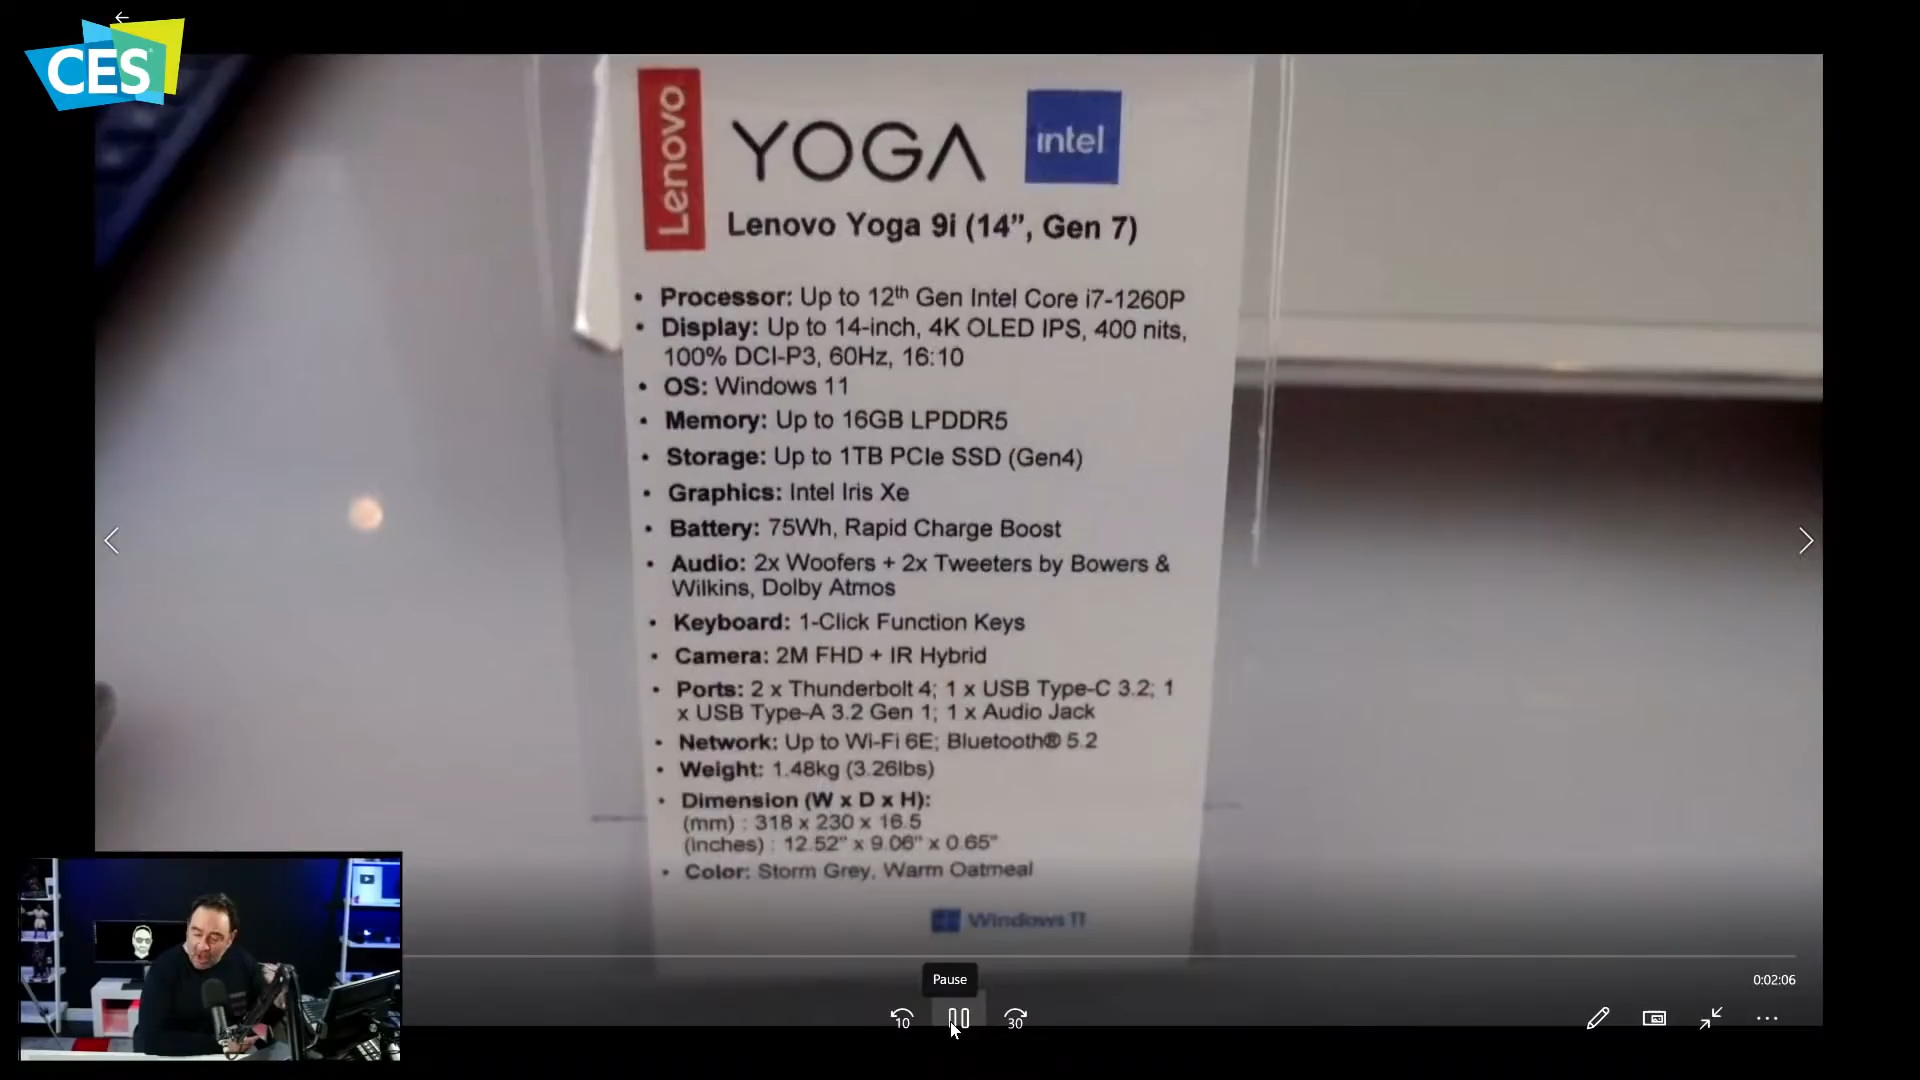 CES
Lenovo
YOGA
intel
Lenovo Yoga 9i (14”, Gen 7)
• Processor: Up to 12th Gen Intel Core i7-1260P
• Display: Up to 14-inch, 4K OLED IPS, 400 nits,
100% DCI-P3, 60Hz, 16:10
• OS: Windows 11
• Memory: Up to 16GB LPDDR5
• Storage: Up to 1TB PCIe SSD (Gen4)
• Graphics: Intel Iris Xe
• Battery: 75Wh, Rapid Charge Boost
• Audio: 2x Woofers + 2x Tweeters by Bowers &
Wilkins, Dolby Atmos
• Keyboard: 1-Click Function Keys
• Camera: 2M FHD + IR Hybrid
• Ports: 2 x Thunderbolt 4; 1 x USB Type-C 3.2; 1
x USB Type-A 3.2 Gen 1; 1 x Audio Jack
• Network: Up to Wi-Fi 6E; Bluetooth® 5.2
• Weight: 1.48kg (3.26lbs)
• Dimension (W x D x H):
(mm) : 318 x 230 x 16.5
(inches) : 12.52” x 9.06” x 0.65”
• Color: Storm Grey, Warm Oatmeal
Windows 11
Pause
0:02:06
10
30